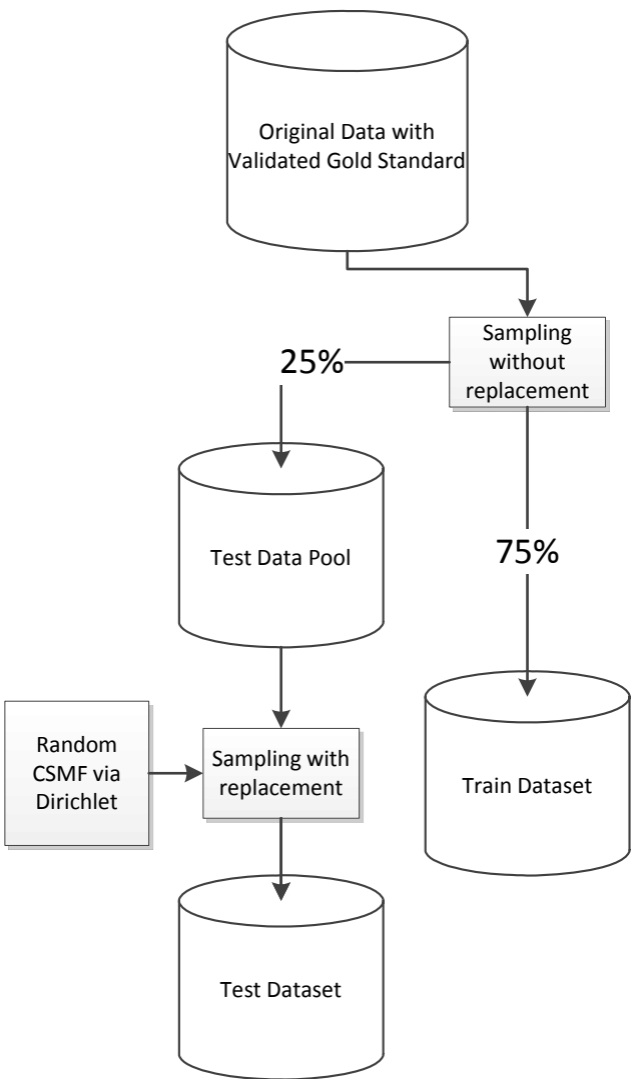 Original Data with
Validated Gold Standard
Sampling
without
replacement
25%
75%
Test Data Pool
Random
CSMF via
Dirichlet
Sampling with
replacement
Train Dataset
Test Dataset